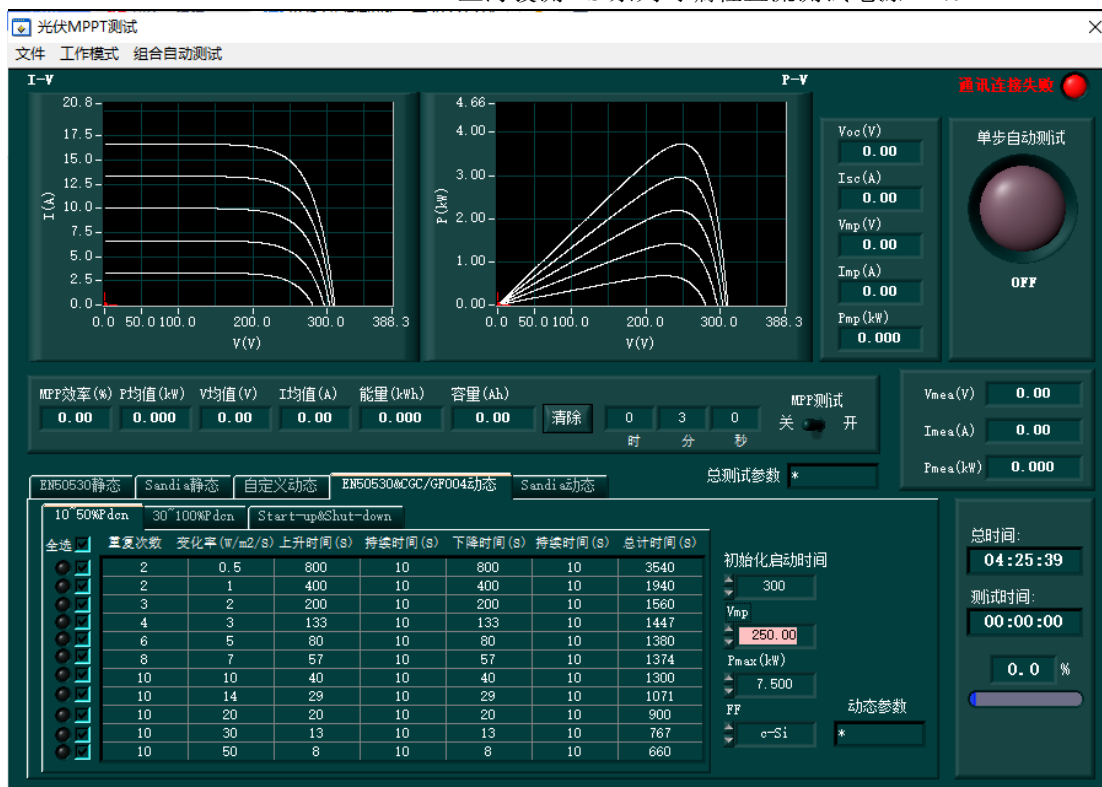 光伏MPPT测试
文件 工作模式 组合自动测试
I-V
P-V
通讯连接失败
20.8
17.5
15.0
12.5
10.0
7.5
5.0
2.5
0.0
I(A)
0.0 50.0 100.0 200.0 300.0 388.3
V(V)
4.66
4.00
3.00
2.00
1.00
0.00
P(kW)
0.0 50.0 100.0 200.0 300.0 388.3
V(V)
Voc(V)
0.00
Isc(A)
0.00
Vmp(V)
0.00
Imp(A)
0.00
Pmp(kW)
0.000
单步自动测试
OFF
MPP效率(%) P均值(kW) V均值(V) I均值(A) 能量(kWh) 容量(Ah)
0.00 0.000 0.00 0.00 0.000 0.00 清除 0 3 0
时 分 秒
MPP测试
关 开
Vmea(V) 0.00
Imea(A) 0.00
Pmea(kW) 0.000
总测试参数 *
EN50530静态 Sandia静态 自定义动态 EN50530&CGC/GF004动态 Sandia动态
10~50%Pdcn 30~100%Pdcn Start-up&Shut-down
全选 重复次数 变化率(W/m2/S) 上升时间(S) 持续时间(S) 下降时间(S) 持续时间(S) 总计时间(S)
2 0.5 800 10 800 10 3540
2 1 400 10 400 10 1940
3 2 200 10 200 10 1560
4 3 133 10 133 10 1447
6 5 80 10 80 10 1380
8 7 57 10 57 10 1374
10 10 40 10 40 10 1300
10 14 29 10 29 10 1071
10 20 20 10 20 10 900
10 30 13 10 13 10 767
10 50 8 10 8 10 660
初始化启动时间
300
Vmp
250.00
Pmax(kW)
7.500
FF
c-Si
动态参数
*
总时间:
04:25:39
测试时间:
00:00:00
0.0 %